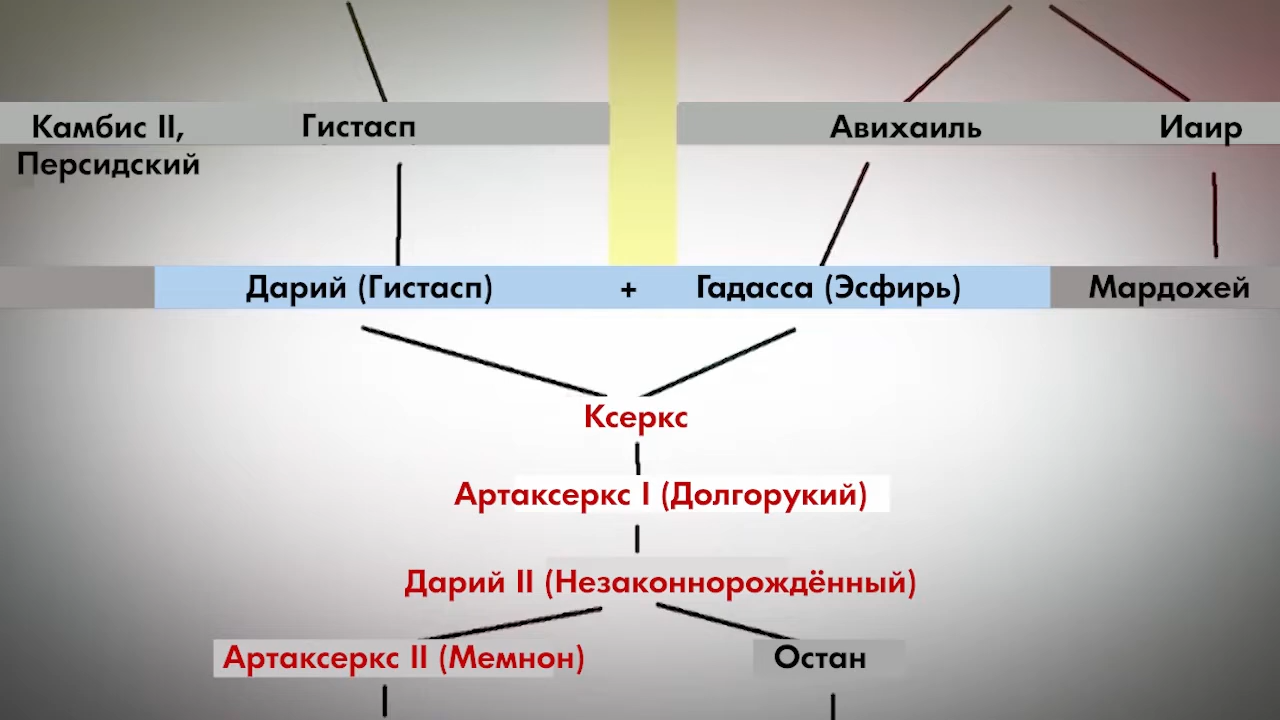 Камбис II,
Персидский
Гистасп
Авихаиль
Иаир
Дарий (Гистасп) + Гадасса (Эсфирь)
Мардохей
Ксеркс
Артаксеркс I (Долгорукий)
Дарий II (Незаконнорождённый)
Артаксеркс II (Мемнон)
Остан